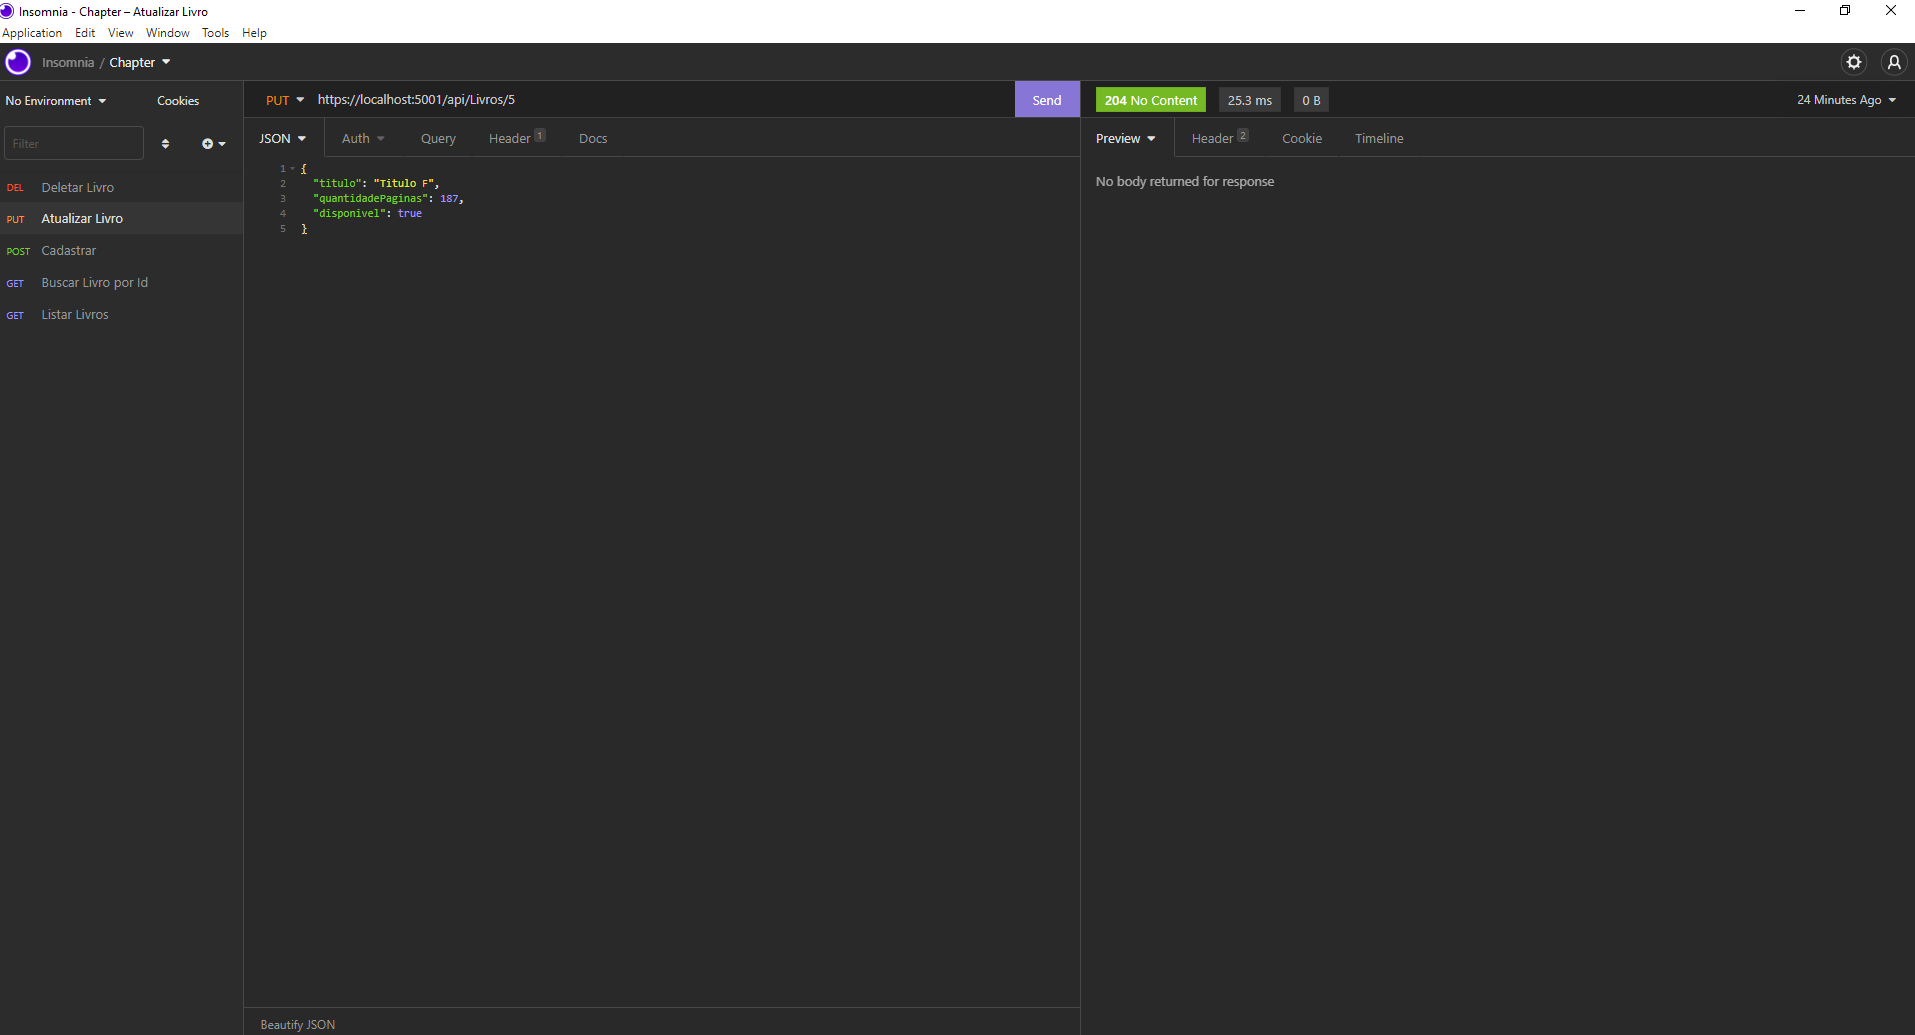 Insomnia - Chapter – Atualizar Livro
Application Edit View Window Tools Help
Insomnia / Chapter
No Environment Cookies
Filter
DEL Deletar Livro
PUT Atualizar Livro
POST Cadastrar
GET Buscar Livro por Id
GET Listar Livros
PUT https://localhost:5001/api/Livros/5 Send
JSON Auth Query Header 1 Docs
1 {
2 "titulo": "Titulo F",
3 "quantidadePaginas": 187,
4 "disponivel": true
5 }
Beautify JSON
204 No Content 25.3 ms 0 B 24 Minutes Ago
Preview Header 2 Cookie Timeline
No body returned for response